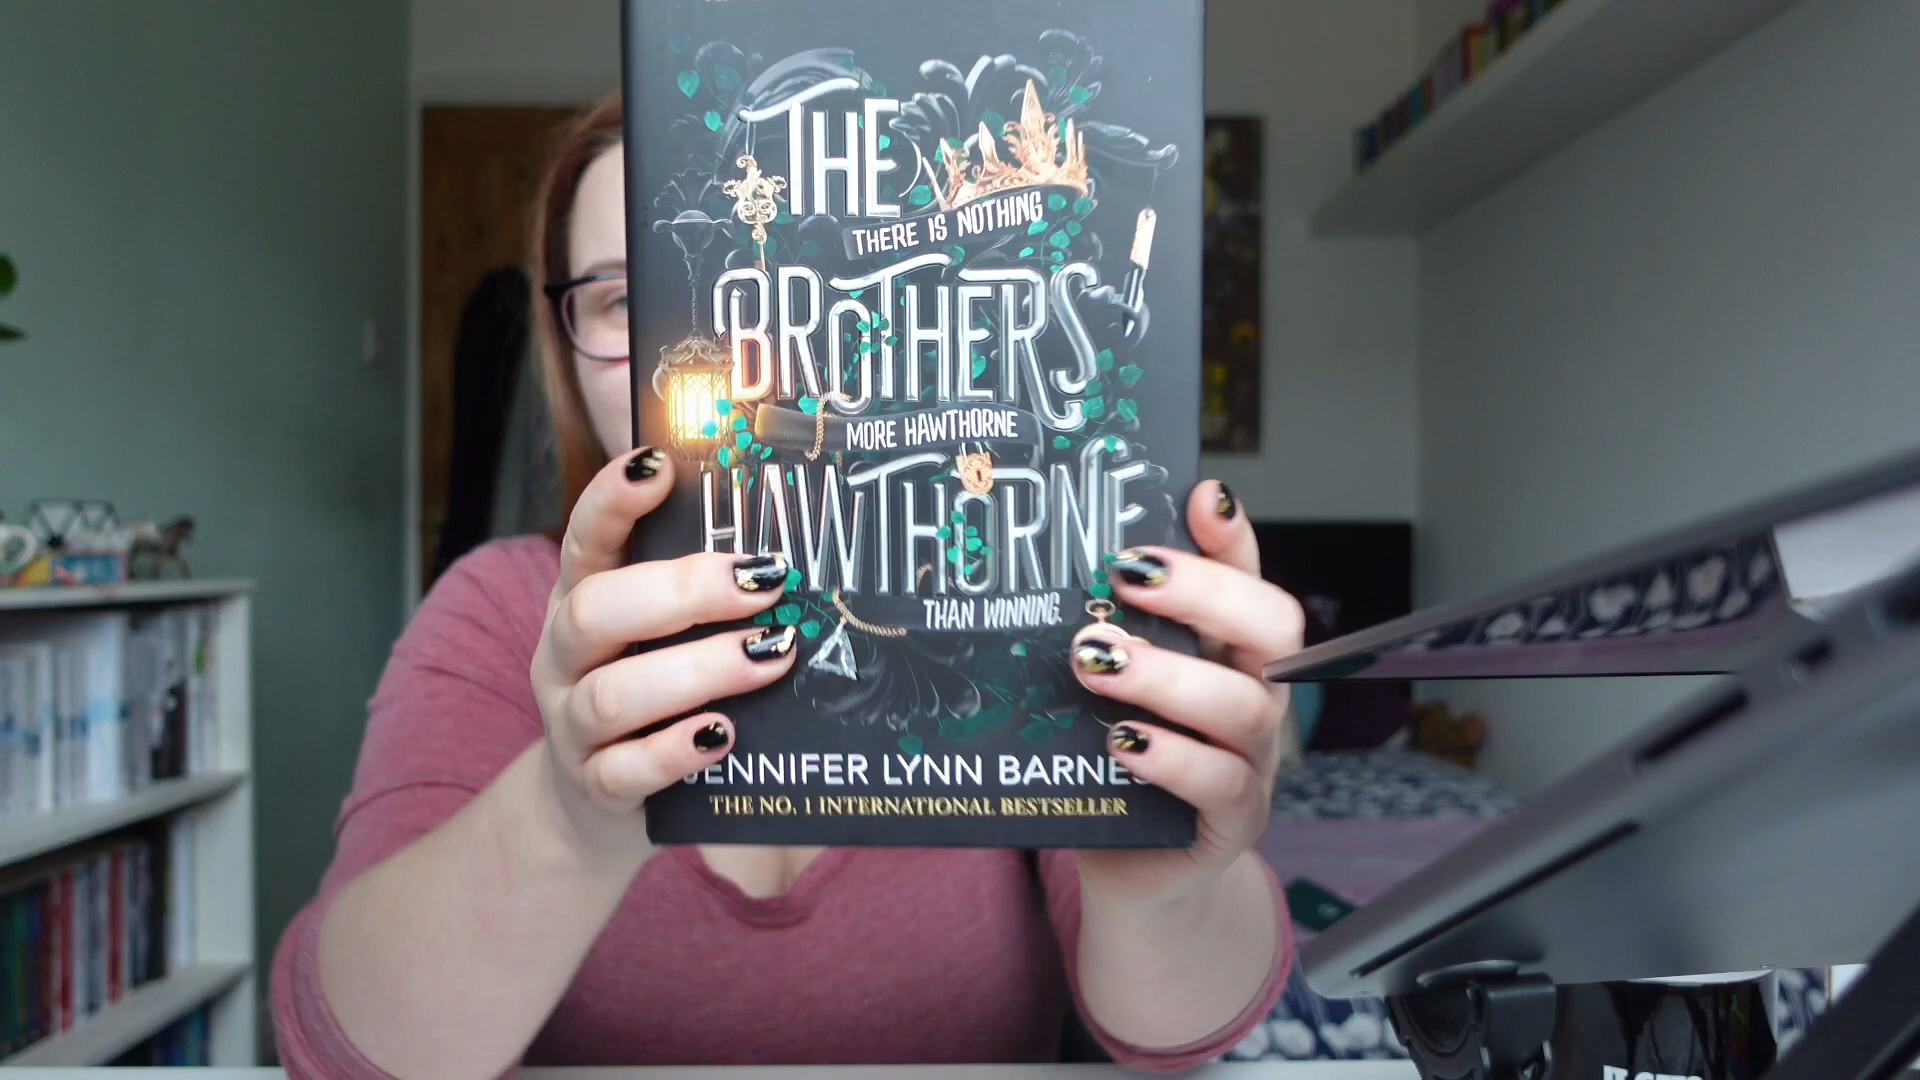 THE
THERE IS NOTHING
BROTHERS
MORE HAWTHORNE
HAWTHORNE
THAN WINNING.
JENNIFER LYNN BARNES
THE NO. 1 INTERNATIONAL BESTSELLER